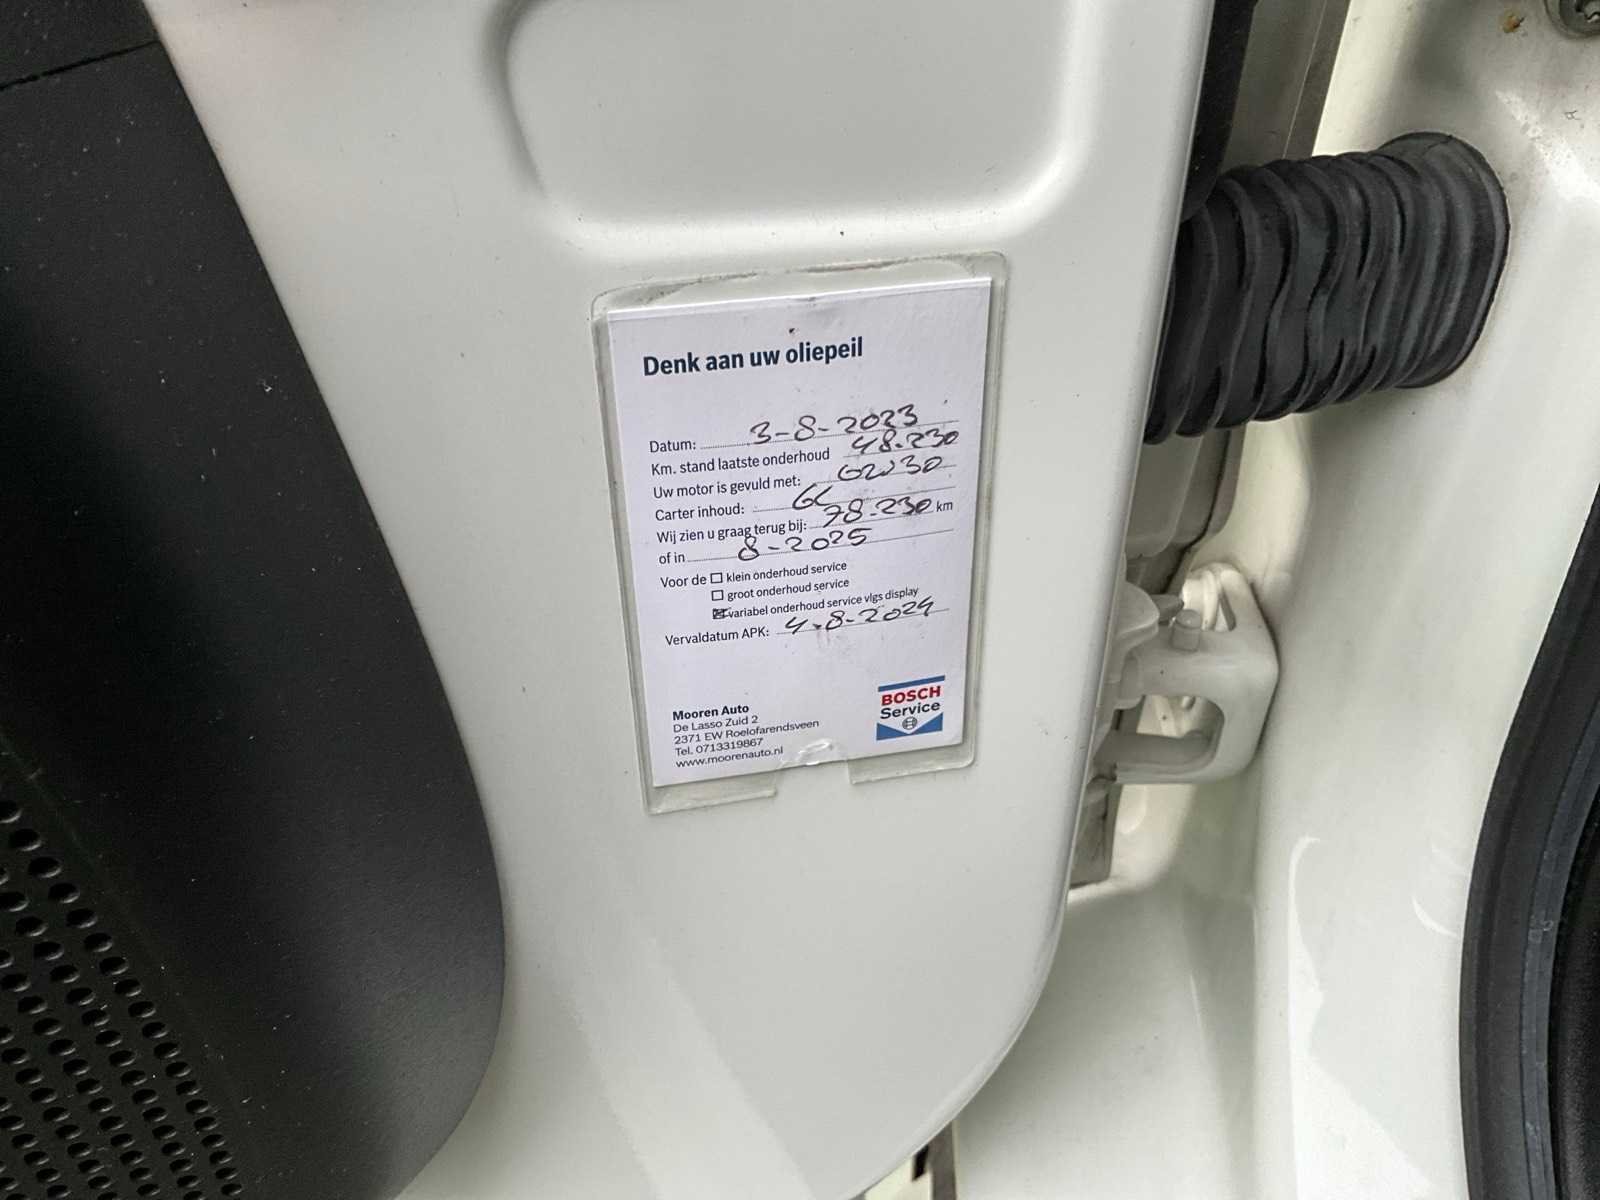 Denk aan uw oliepeil
Datum: 3-8-2023
Km. stand laatste onderhoud 48.230
Uw motor is gevuld met: 0W30
Carter inhoud: 6L
Wij zien u graag terug bij: 78.230 km
of in 8-2025
Voor de klein onderhoud service
groot onderhoud service
variabel onderhoud service vlgs display
Vervaldatum APK: 4-8-2024
Mooren Auto
De Lasso Zuid 2
2371 EW Roelofarendsveen
Tel. 0713319867
www.moorenauto.nl
BOSCH
Service